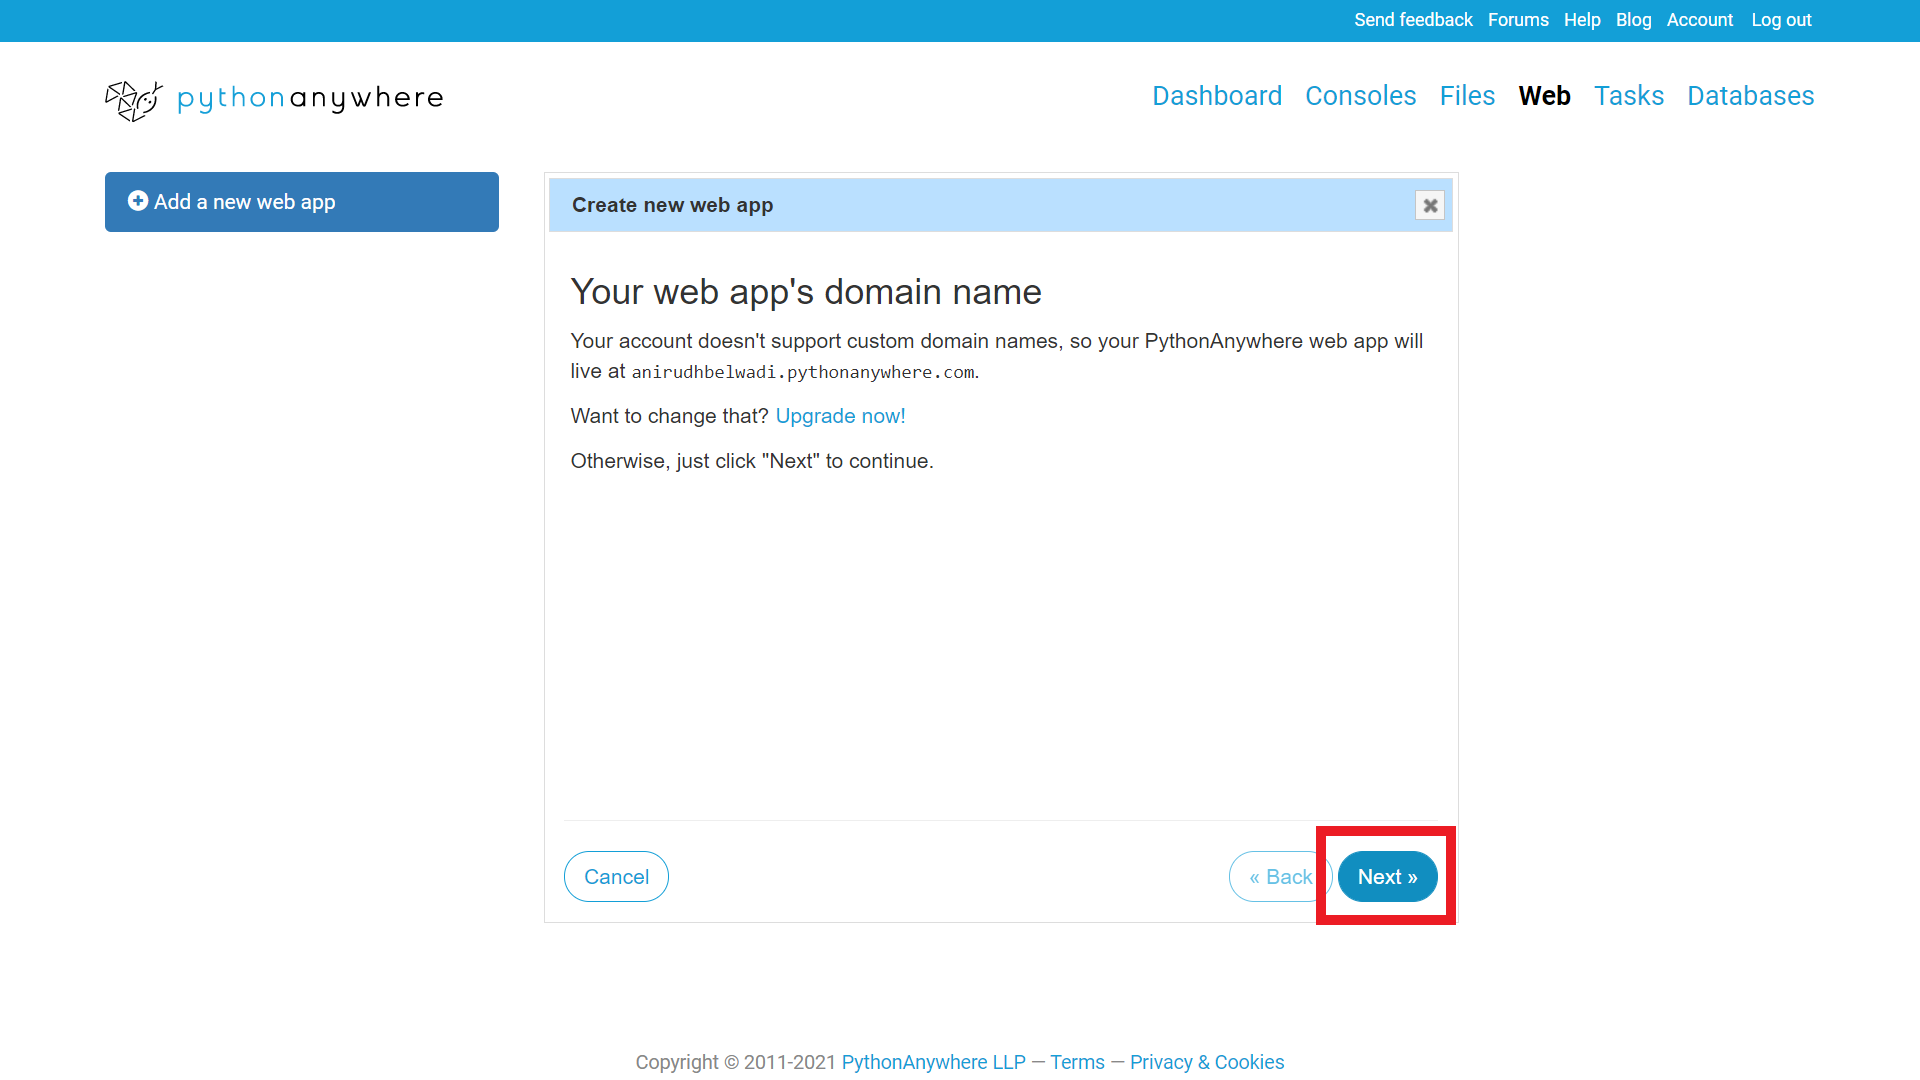 Send feedback Forums Help Blog Account Log out
pythonanywhere
Dashboard Consoles Files Web Tasks Databases
Add a new web app
Create new web app
Your web app's domain name
Your account doesn't support custom domain names, so your PythonAnywhere web app will
live at anirudhbelwadi.pythonanywhere.com.
Want to change that? Upgrade now!
Otherwise, just click "Next" to continue.
Cancel
« Back
Next »
Copyright © 2011-2021 PythonAnywhere LLP — Terms — Privacy & Cookies